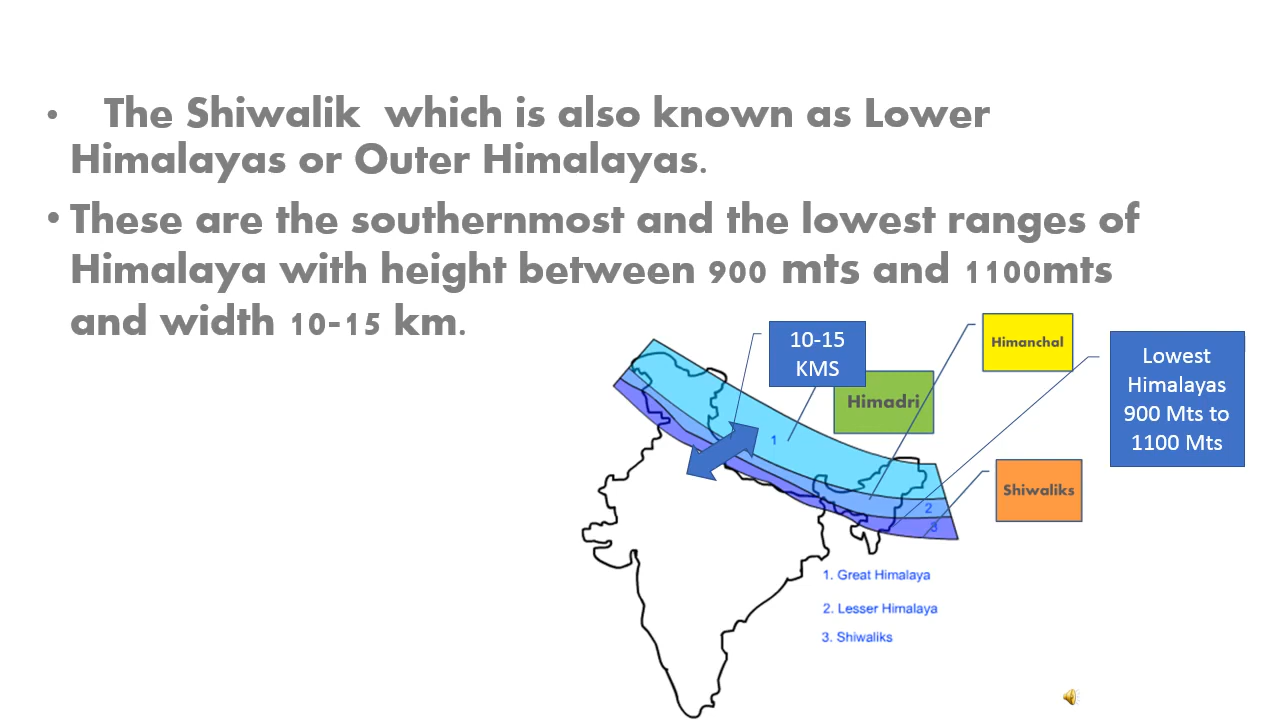 • The Shiwalik which is also known as Lower
Himalayas or Outer Himalayas.
• These are the southernmost and the lowest ranges of
Himalaya with height between 900 mts and 1100mts
and width 10-15 km.
10-15
KMS
Himanchal
Lowest
Himalayas
900 Mts to
1100 Mts
Himadri
1
Shiwaliks
2
3
1. Great Himalaya
2. Lesser Himalaya
3. Shiwaliks